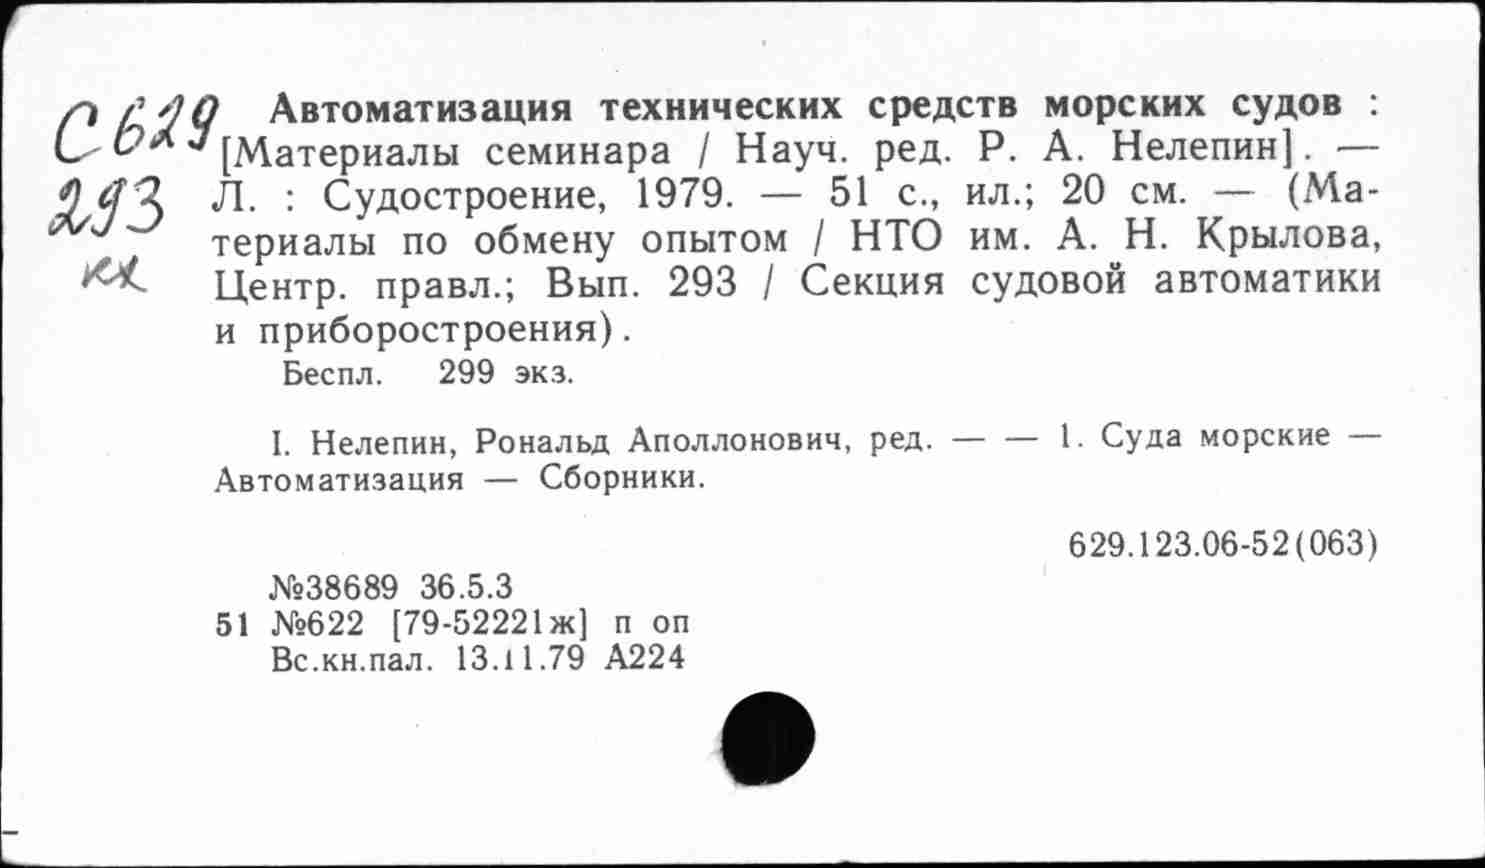 С629
293
кх
Автоматизация технических средств морских судов :
[Материалы семинара / Науч. ред. Р. А. Нелепин]. —
Л. : Судостроение, 1979. — 51 с., ил.; 20 см. — (Ма-
териалы по обмену опытом / НТО им. А. Н. Крылова,
Центр. правл.; Вып. 293 / Секция судовой автоматики
и приборостроения).
Беспл. 299 экз.
I. Нелепин, Рональд Аполлонович, ред. — — 1. Суда морские —
Автоматизация — Сборники.
629.123.06-52(063)
№38689 36.5.3
51 №622 [79-52221ж] п оп
Вс.кн.пал. 13.11.79 А224